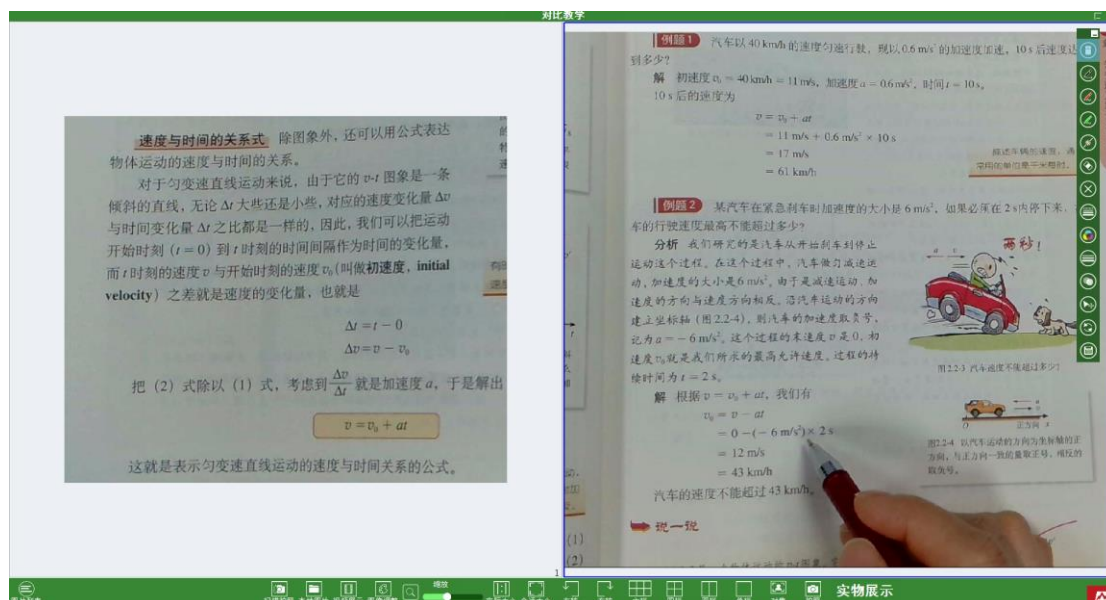 对比教学
速度与时间的关系式 除图象外，还可以用公式表达
物体运动的速度与时间的关系。
对于匀变速直线运动来说，由于它的 v-t 图象是一条
倾斜的直线，无论 Δt 大些还是小些，对应的速度变化量 Δv
与时间变化量 Δt 之比都是一样的，因此，我们可以把运动
开始时刻（t = 0）到 t 时刻的时间间隔作为时间的变化量，
而 t 时刻的速度 v 与开始时刻的速度 v₀（叫做初速度，initial
velocity）之差就是速度的变化量，也就是
Δt = t − 0
Δv = v − v₀
把（2）式除以（1）式，考虑到 Δv/Δt 就是加速度 a，于是解出
v = v₀ + at
这就是表示匀变速直线运动的速度与时间关系的公式。
1
例题 1 汽车以 40 km/h 的速度匀速行驶，现以 0.6 m/s² 的加速度加速，10 s 后速度达
到多少？
解 初速度 v₀ = 40 km/h = 11 m/s，加速度 a = 0.6 m/s²，时间 t = 10 s。
10 s 后的速度为
v = v₀ + at
= 11 m/s + 0.6 m/s² × 10 s
= 17 m/s
= 61 km/h
常用的单位是千米每时。
例题 2 某汽车在紧急刹车时加速度的大小是 6 m/s²，如果必须在 2 s 内停下来，
车的行驶速度最高不能超过多少？
分析 我们研究的是汽车从开始刹车到停止
运动这个过程。在这个过程中，汽车做匀减速运
动，加速度的大小是 6 m/s²。由于是减速运动，加
速度的方向与速度方向相反。沿汽车运动的方向
建立坐标轴（图 2.2-4），则汽车的加速度取负号，
记为 a = − 6 m/s²。这个过程的末速度 v 是 0，初
速度 v₀ 就是我们所求的最高允许速度。过程的持
续时间为 t = 2 s。
解 根据 v = v₀ + at，我们有
v₀ = v − at
= 0 − (− 6 m/s²) × 2 s
= 12 m/s
= 43 km/h
汽车的速度不能超过 43 km/h。
说一说
两秒！
图2.2-3 汽车速度不能超过多少？
O 正方向 x
图2.2-4 以汽车运动的方向为坐标轴的正
方向，与正方向一致的量取正号，相反的
取负号。
(1)
(2)
实物展示